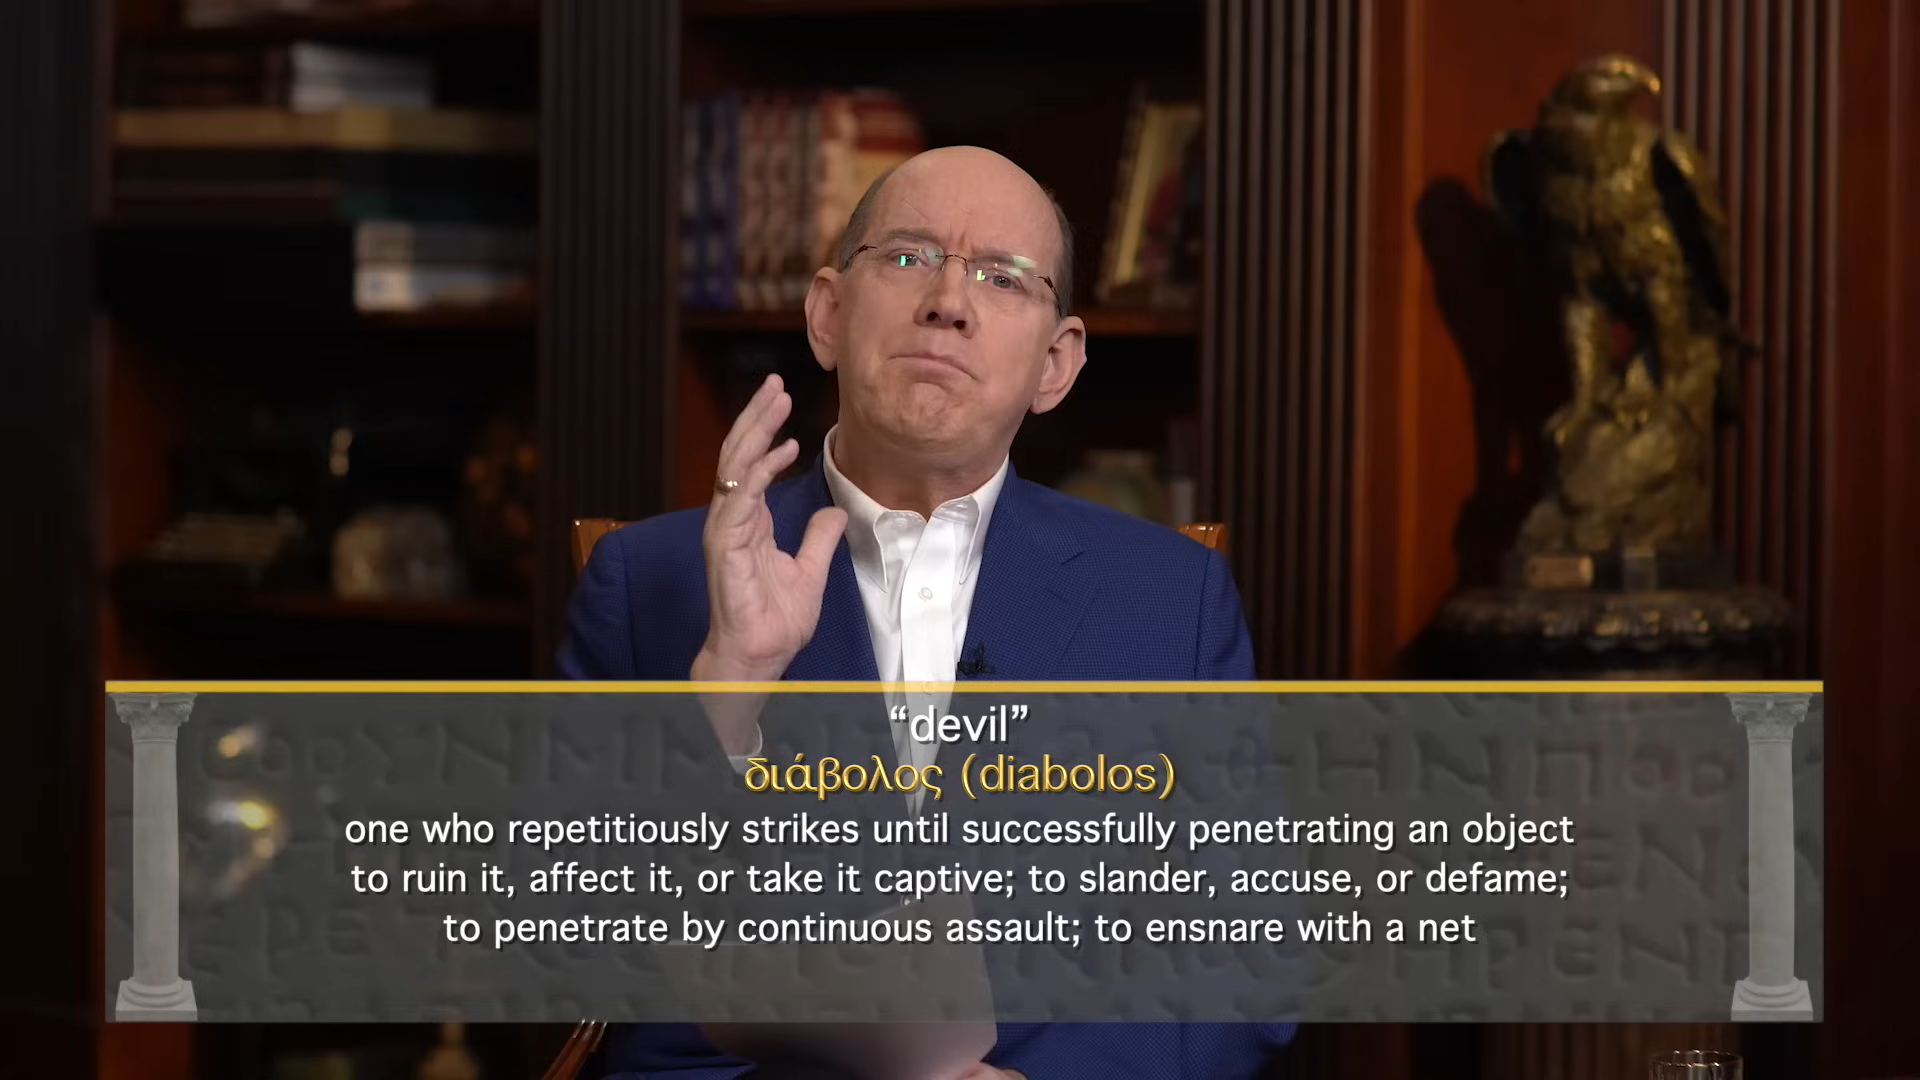 “devil”
διάβολος (diabolos)
one who repetitiously strikes until successfully penetrating an object
to ruin it, affect it, or take it captive; to slander, accuse, or defame;
to penetrate by continuous assault; to ensnare with a net